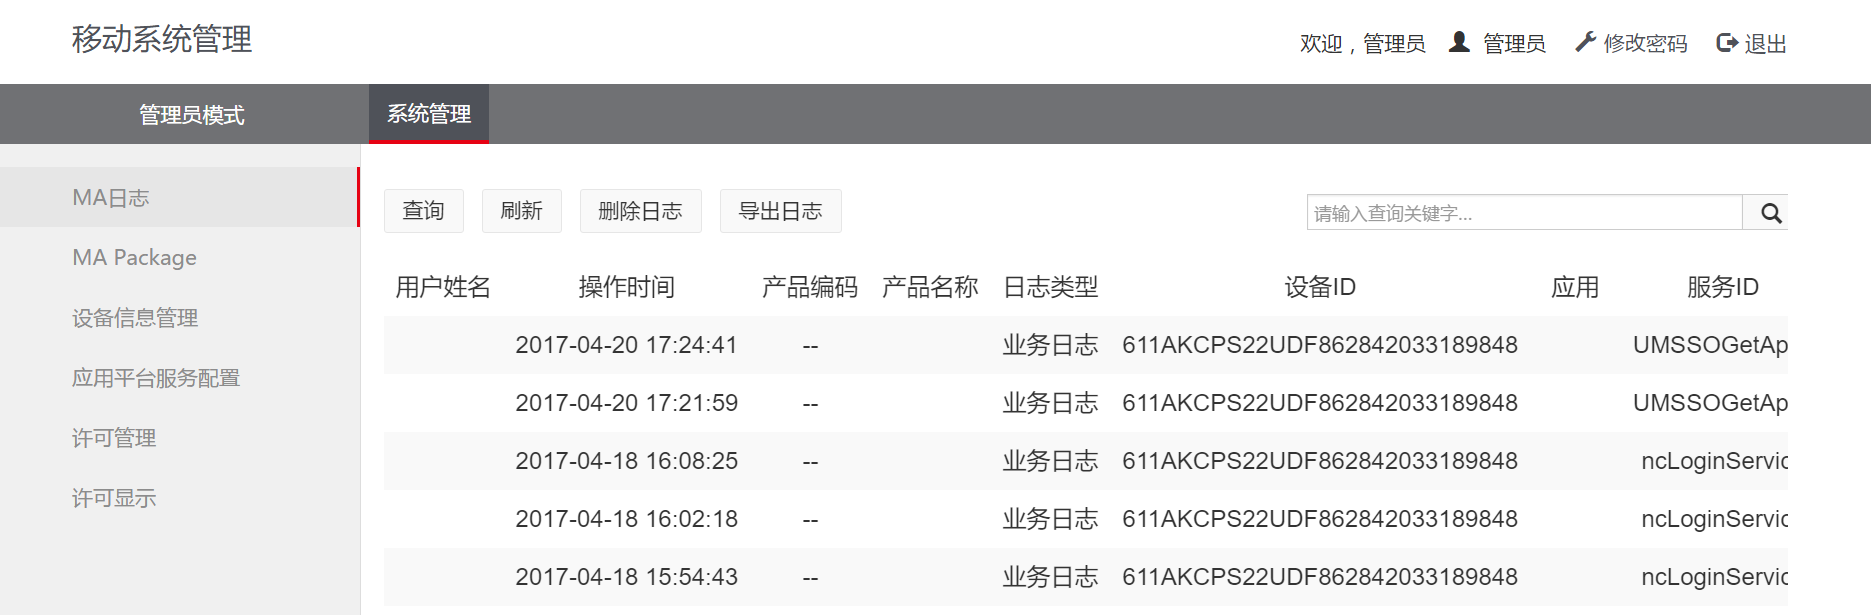 移动系统管理
欢迎，管理员 管理员 修改密码 退出
管理员模式 系统管理
MA日志
MA Package
设备信息管理
应用平台服务配置
许可管理
许可显示
查询 刷新 删除日志 导出日志 请输入查询关键字...
用户姓名 操作时间 产品编码 产品名称 日志类型 设备ID 应用 服务ID
2017-04-20 17:24:41 -- 业务日志 611AKCPS22UDF862842033189848 UMSSOGetAp
2017-04-20 17:21:59 -- 业务日志 611AKCPS22UDF862842033189848 UMSSOGetAp
2017-04-18 16:08:25 -- 业务日志 611AKCPS22UDF862842033189848 ncLoginServic
2017-04-18 16:02:18 -- 业务日志 611AKCPS22UDF862842033189848 ncLoginServic
2017-04-18 15:54:43 -- 业务日志 611AKCPS22UDF862842033189848 ncLoginServic